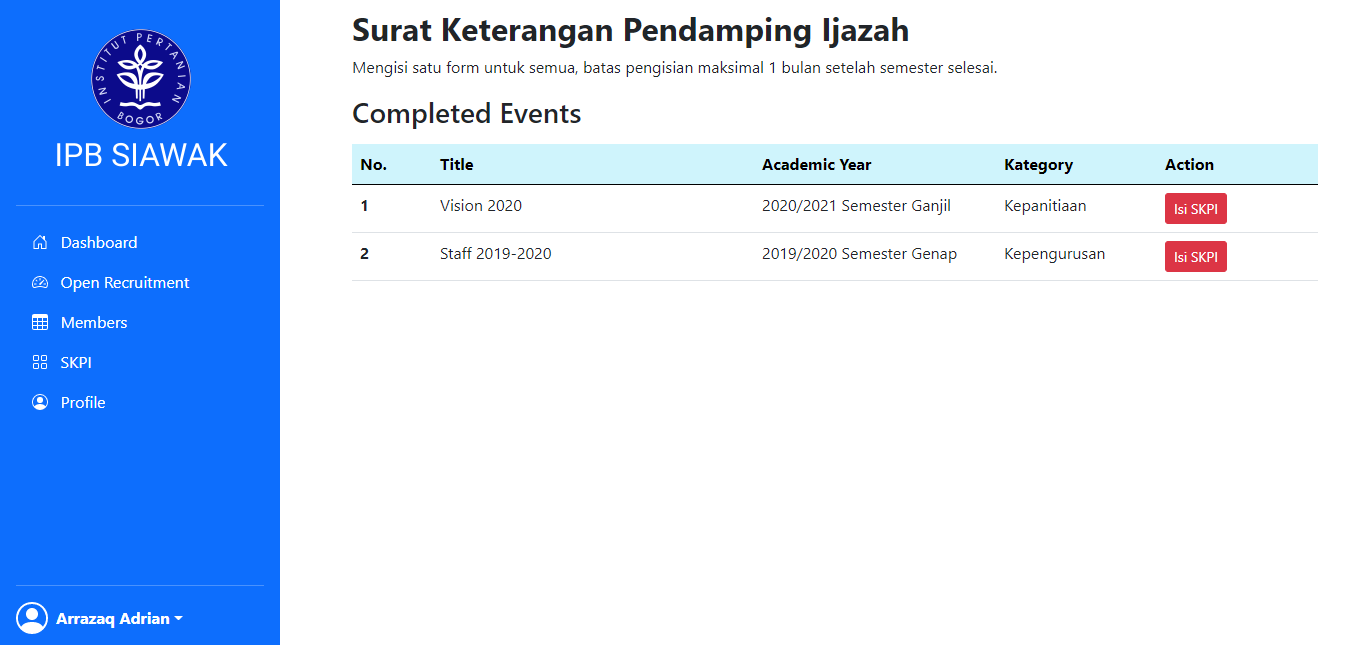 INSTITUT PERTANIAN
BOGOR
IPB SIAWAK
Dashboard
Open Recruitment
Members
SKPI
Profile
Arrazaq Adrian
Surat Keterangan Pendamping Ijazah
Mengisi satu form untuk semua, batas pengisian maksimal 1 bulan setelah semester selesai.
Completed Events
No. Title Academic Year Kategory Action
1 Vision 2020 2020/2021 Semester Ganjil Kepanitiaan Isi SKPI
2 Staff 2019-2020 2019/2020 Semester Genap Kepengurusan Isi SKPI